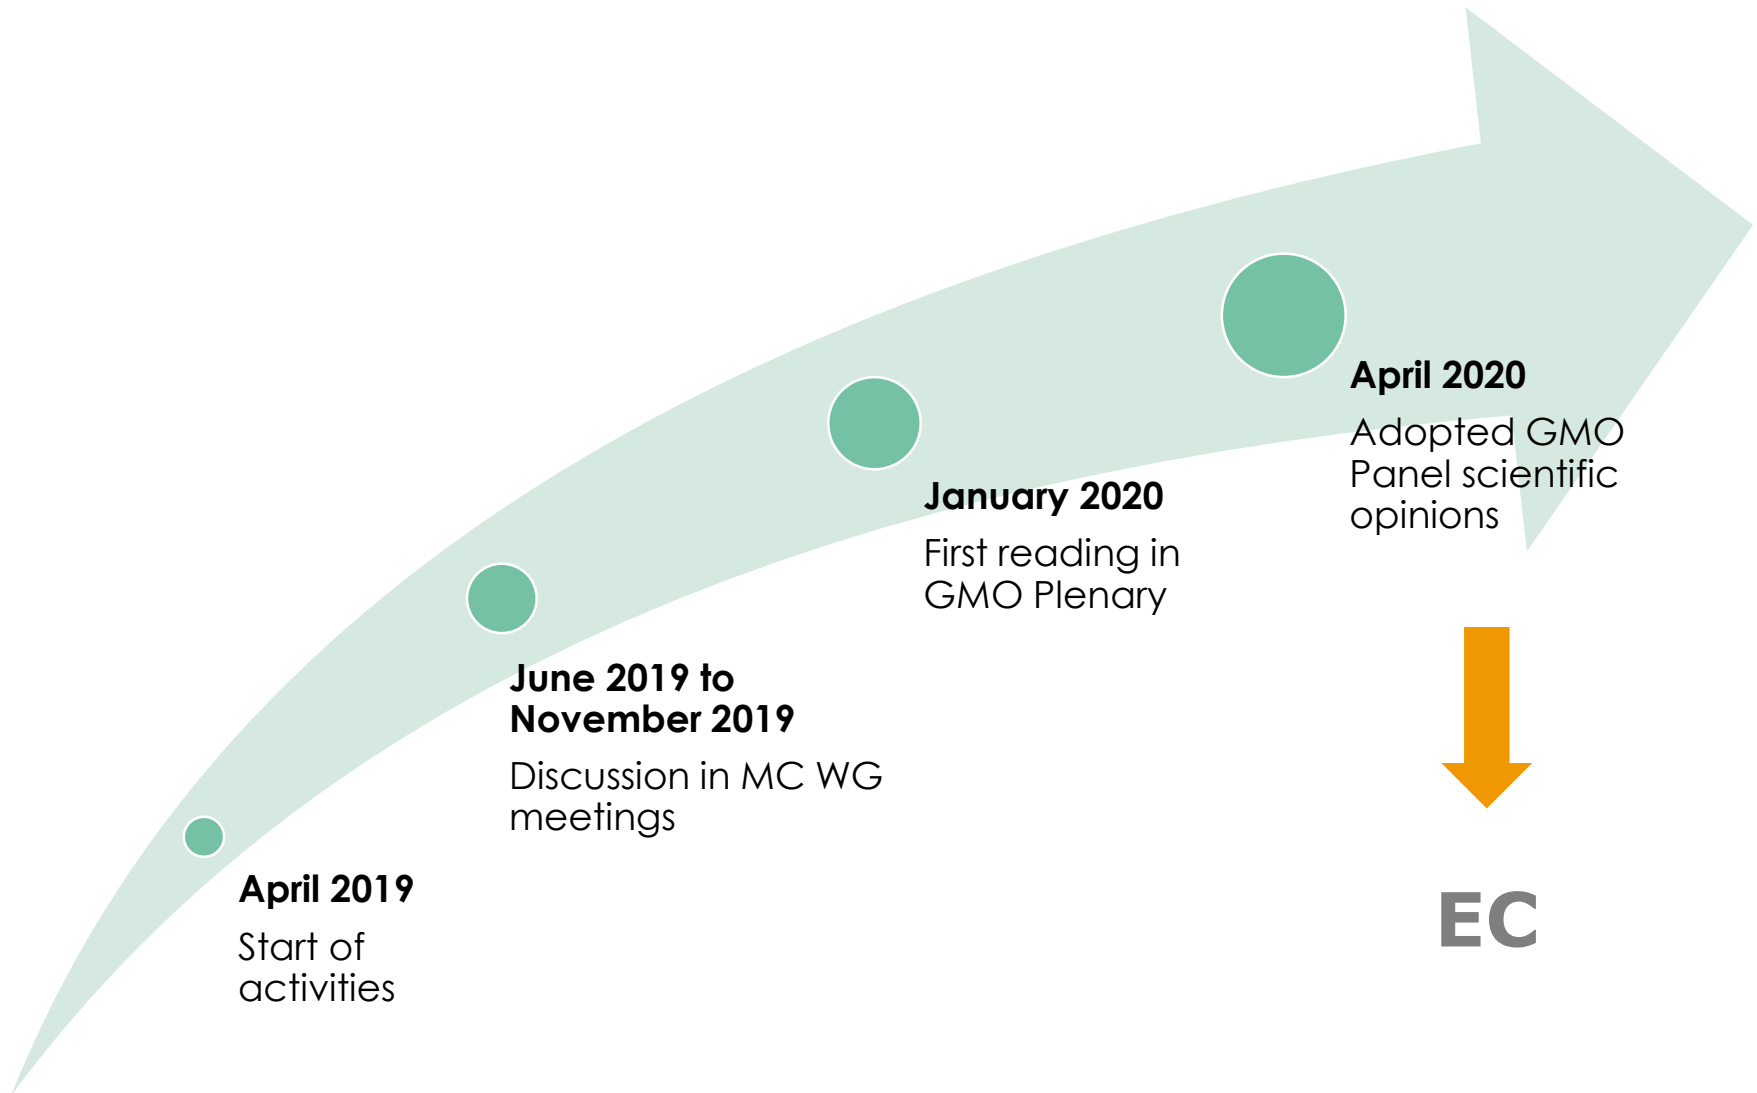 April 2019
Start of
activities
June 2019 to
November 2019
Discussion in MC WG
meetings
January 2020
First reading in
GMO Plenary
April 2020
Adopted GMO
Panel scientific
opinions
EC